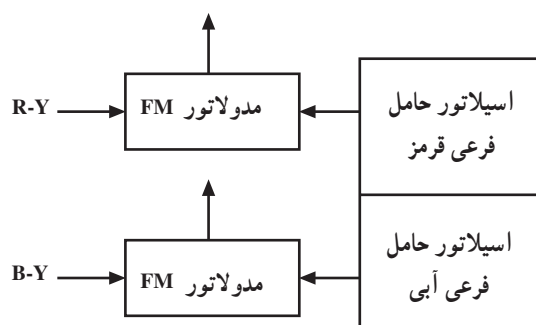 R-Y
مدولاتور FM
اسیلاتور حامل
فرعی قرمز
B-Y
مدولاتور FM
اسیلاتور حامل
فرعی آبی